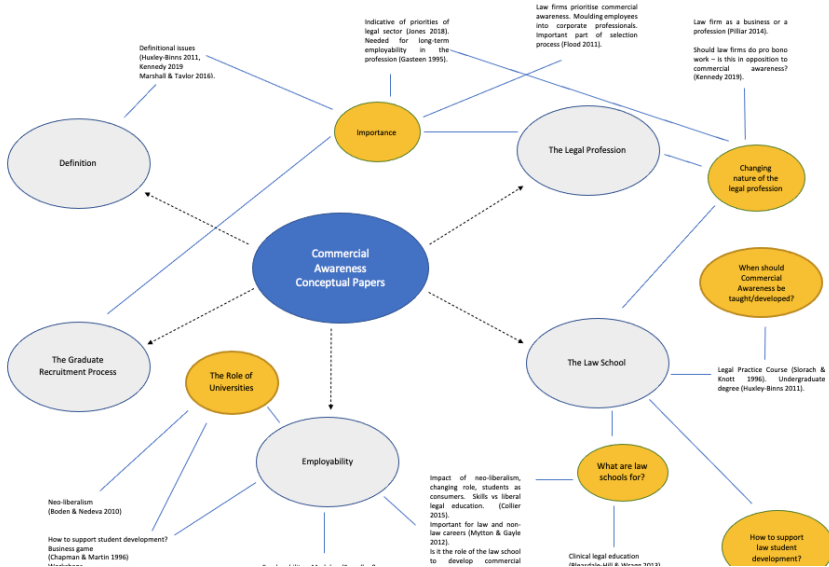 Definitional issues
(Huxley-Binns 2011,
Kennedy 2019
Marshall & Taylor 2016).
Indicative of priorities of
legal sector (Jones 2018).
Needed for long-term
employability in the
profession (Gasteen 1995).
Law firms prioritise commercial
awareness. Moulding employees
into corporate professionals.
Important part of selection
process (Flood 2011).
Law firm as a business or a
profession (Pilliar 2014).
Should law firms do pro bono
work – is this in opposition to
commercial awareness?
(Kennedy 2019).
Definition
Importance
The Legal Profession
Changing
nature of the
legal profession
Commercial
Awareness
Conceptual Papers
When should
Commercial
Awareness be
taught/developed?
The Graduate
Recruitment Process
The Role of
Universities
The Law School
Legal Practice Course (Slorach &
Knott 1996). Undergraduate
degree (Huxley-Binns 2011).
Employability
What are law
schools for?
Neo-liberalism
(Boden & Nedeva 2010)
How to support student development?
Business game
(Chapman & Martin 1996)
Impact of neo-liberalism,
changing role, students as
consumers. Skills vs liberal
legal education. (Collier
2015).
Important for law and non-
law careers (Mytton & Gayle
2012).
Is it the role of the law school
to develop commercial
Clinical legal education
How to support
law student
development?